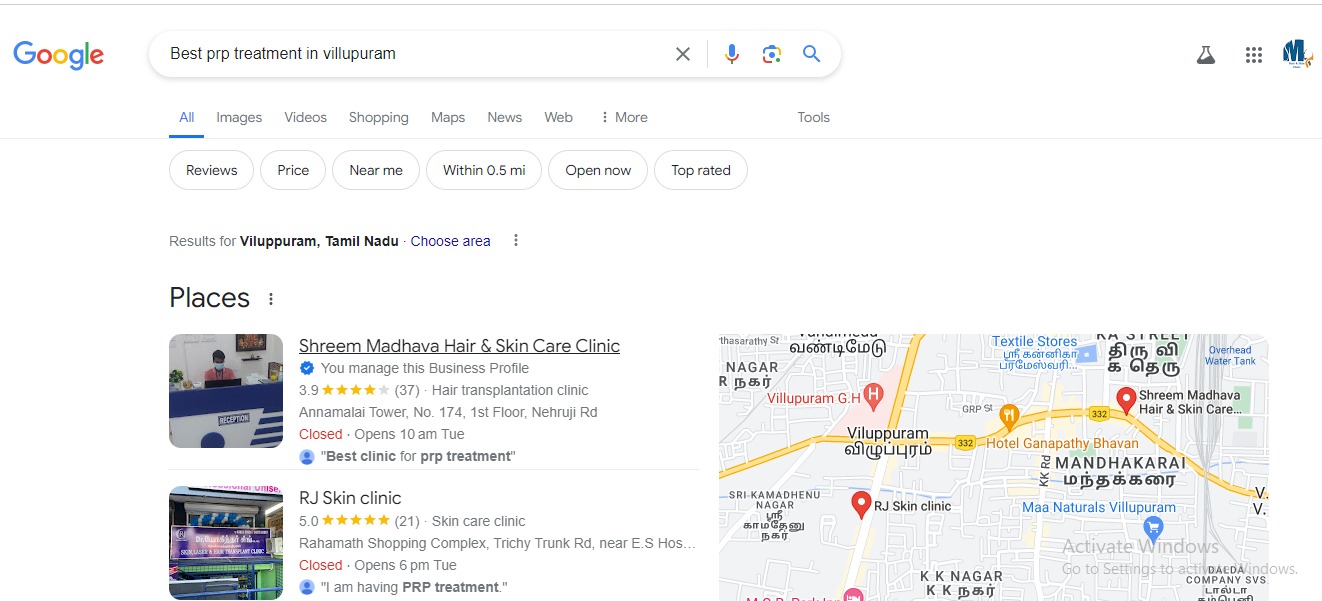 Google
Best prp treatment in villupuram
All Images Videos Shopping Maps News Web More Tools
Reviews Price Near me Within 0.5 mi Open now Top rated
Results for Viluppuram, Tamil Nadu · Choose area
Places
Shreem Madhava Hair & Skin Care Clinic
You manage this Business Profile
3.9 (37) · Hair transplantation clinic
Annamalai Tower, No. 174, 1st Floor, Nehruji Rd
Closed · Opens 10 am Tue
"Best clinic for prp treatment"
RECEPTION
RJ Skin clinic
5.0 (21) · Skin care clinic
Rahamath Shopping Complex, Trichy Trunk Rd, near E.S Hos...
Closed · Opens 6 pm Tue
"I am having PRP treatment."
SKIN, LASER & HAIR TRANSPLANT CLINIC
வண்டிமேடு
NAGAR
நகர்
Villupuram G.H
H
Viluppuram
விழுப்புரம்
Textile Stores
ஸ்ரீ கன்னிகா
பரமேஸ்வரி...
KA STREET
திரு வி
க தெரு
Overhead
Water Tank
GRP St
332
332
Shreem Madhava
Hair & Skin Care...
Hotel Ganapathy Bhavan
KK Rd
MANDHAKARAI
மந்தக்கரை
SRI KAMADHENU
NAGAR
ஸ்ரீ
காமதேனு
நகர்
RJ Skin clinic
Maa Naturals Villupuram
V.
V.
Activate Windows
Go to Settings to activate Windows.
K K NAGAR
K K நகர்
DALDA
COMPANY SVS
டால்டா
கம்பெனி